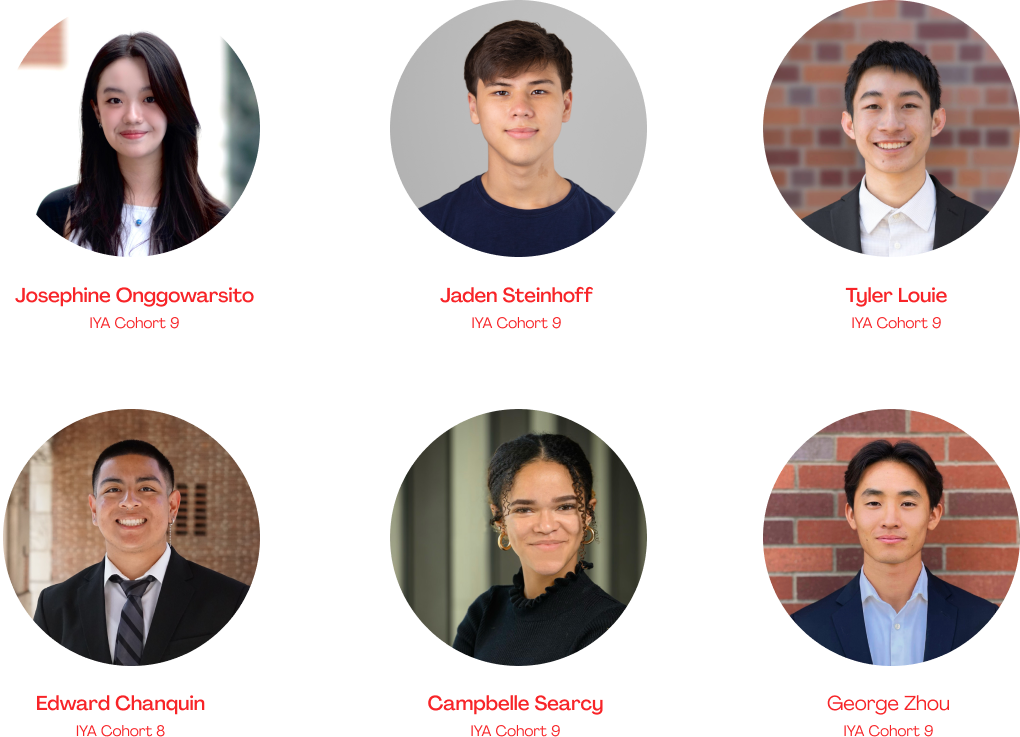 Josephine Onggowarsito
Jaden Steinhoff
Tyler Louie
IYA Cohort 9
IYA Cohort 9
IYA Cohort 9
Edward Chanquin
Campbelle Searcy
George Zhou
IYA Cohort 8
IYA Cohort 9
IYA Cohort 9